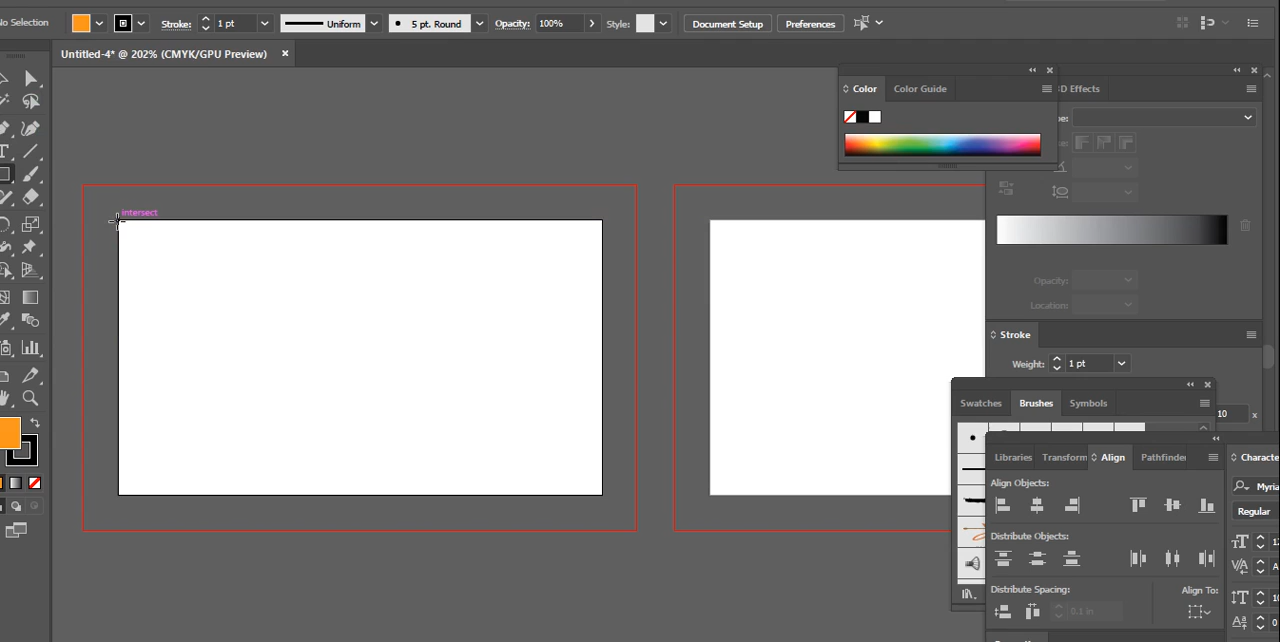 No Selection
Stroke:
1 pt
Uniform
5 pt. Round
Opacity:
100%
Style:
Document Setup
Preferences
Untitled-4* @ 202% (CMYK/GPU Preview)
Color
Color Guide
3D Effects
intersect
Opacity:
Location:
Stroke
Weight:
1 pt
Swatches
Brushes
Symbols
10
x
Libraries
Transform
Align
Pathfinder
Align Objects:
Distribute Objects:
Distribute Spacing:
Align To:
0.1 in
Characte
Myria
Regular